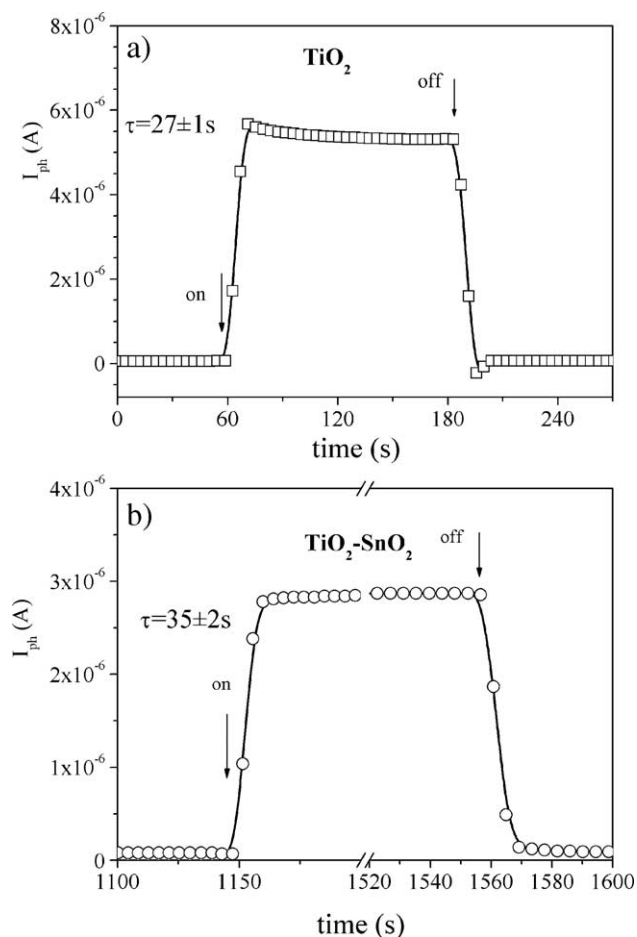 a)
TiO₂
off
τ=27±1s
on
I_ph (A)
8x10⁻⁶
6x10⁻⁶
4x10⁻⁶
2x10⁻⁶
0
0 60 120 180 240
time (s)
b)
TiO₂-SnO₂
off
τ=35±2s
on
I_ph (A)
4x10⁻⁶
3x10⁻⁶
2x10⁻⁶
1x10⁻⁶
0
1100 1150 1520 1540 1560 1580 1600
time (s)